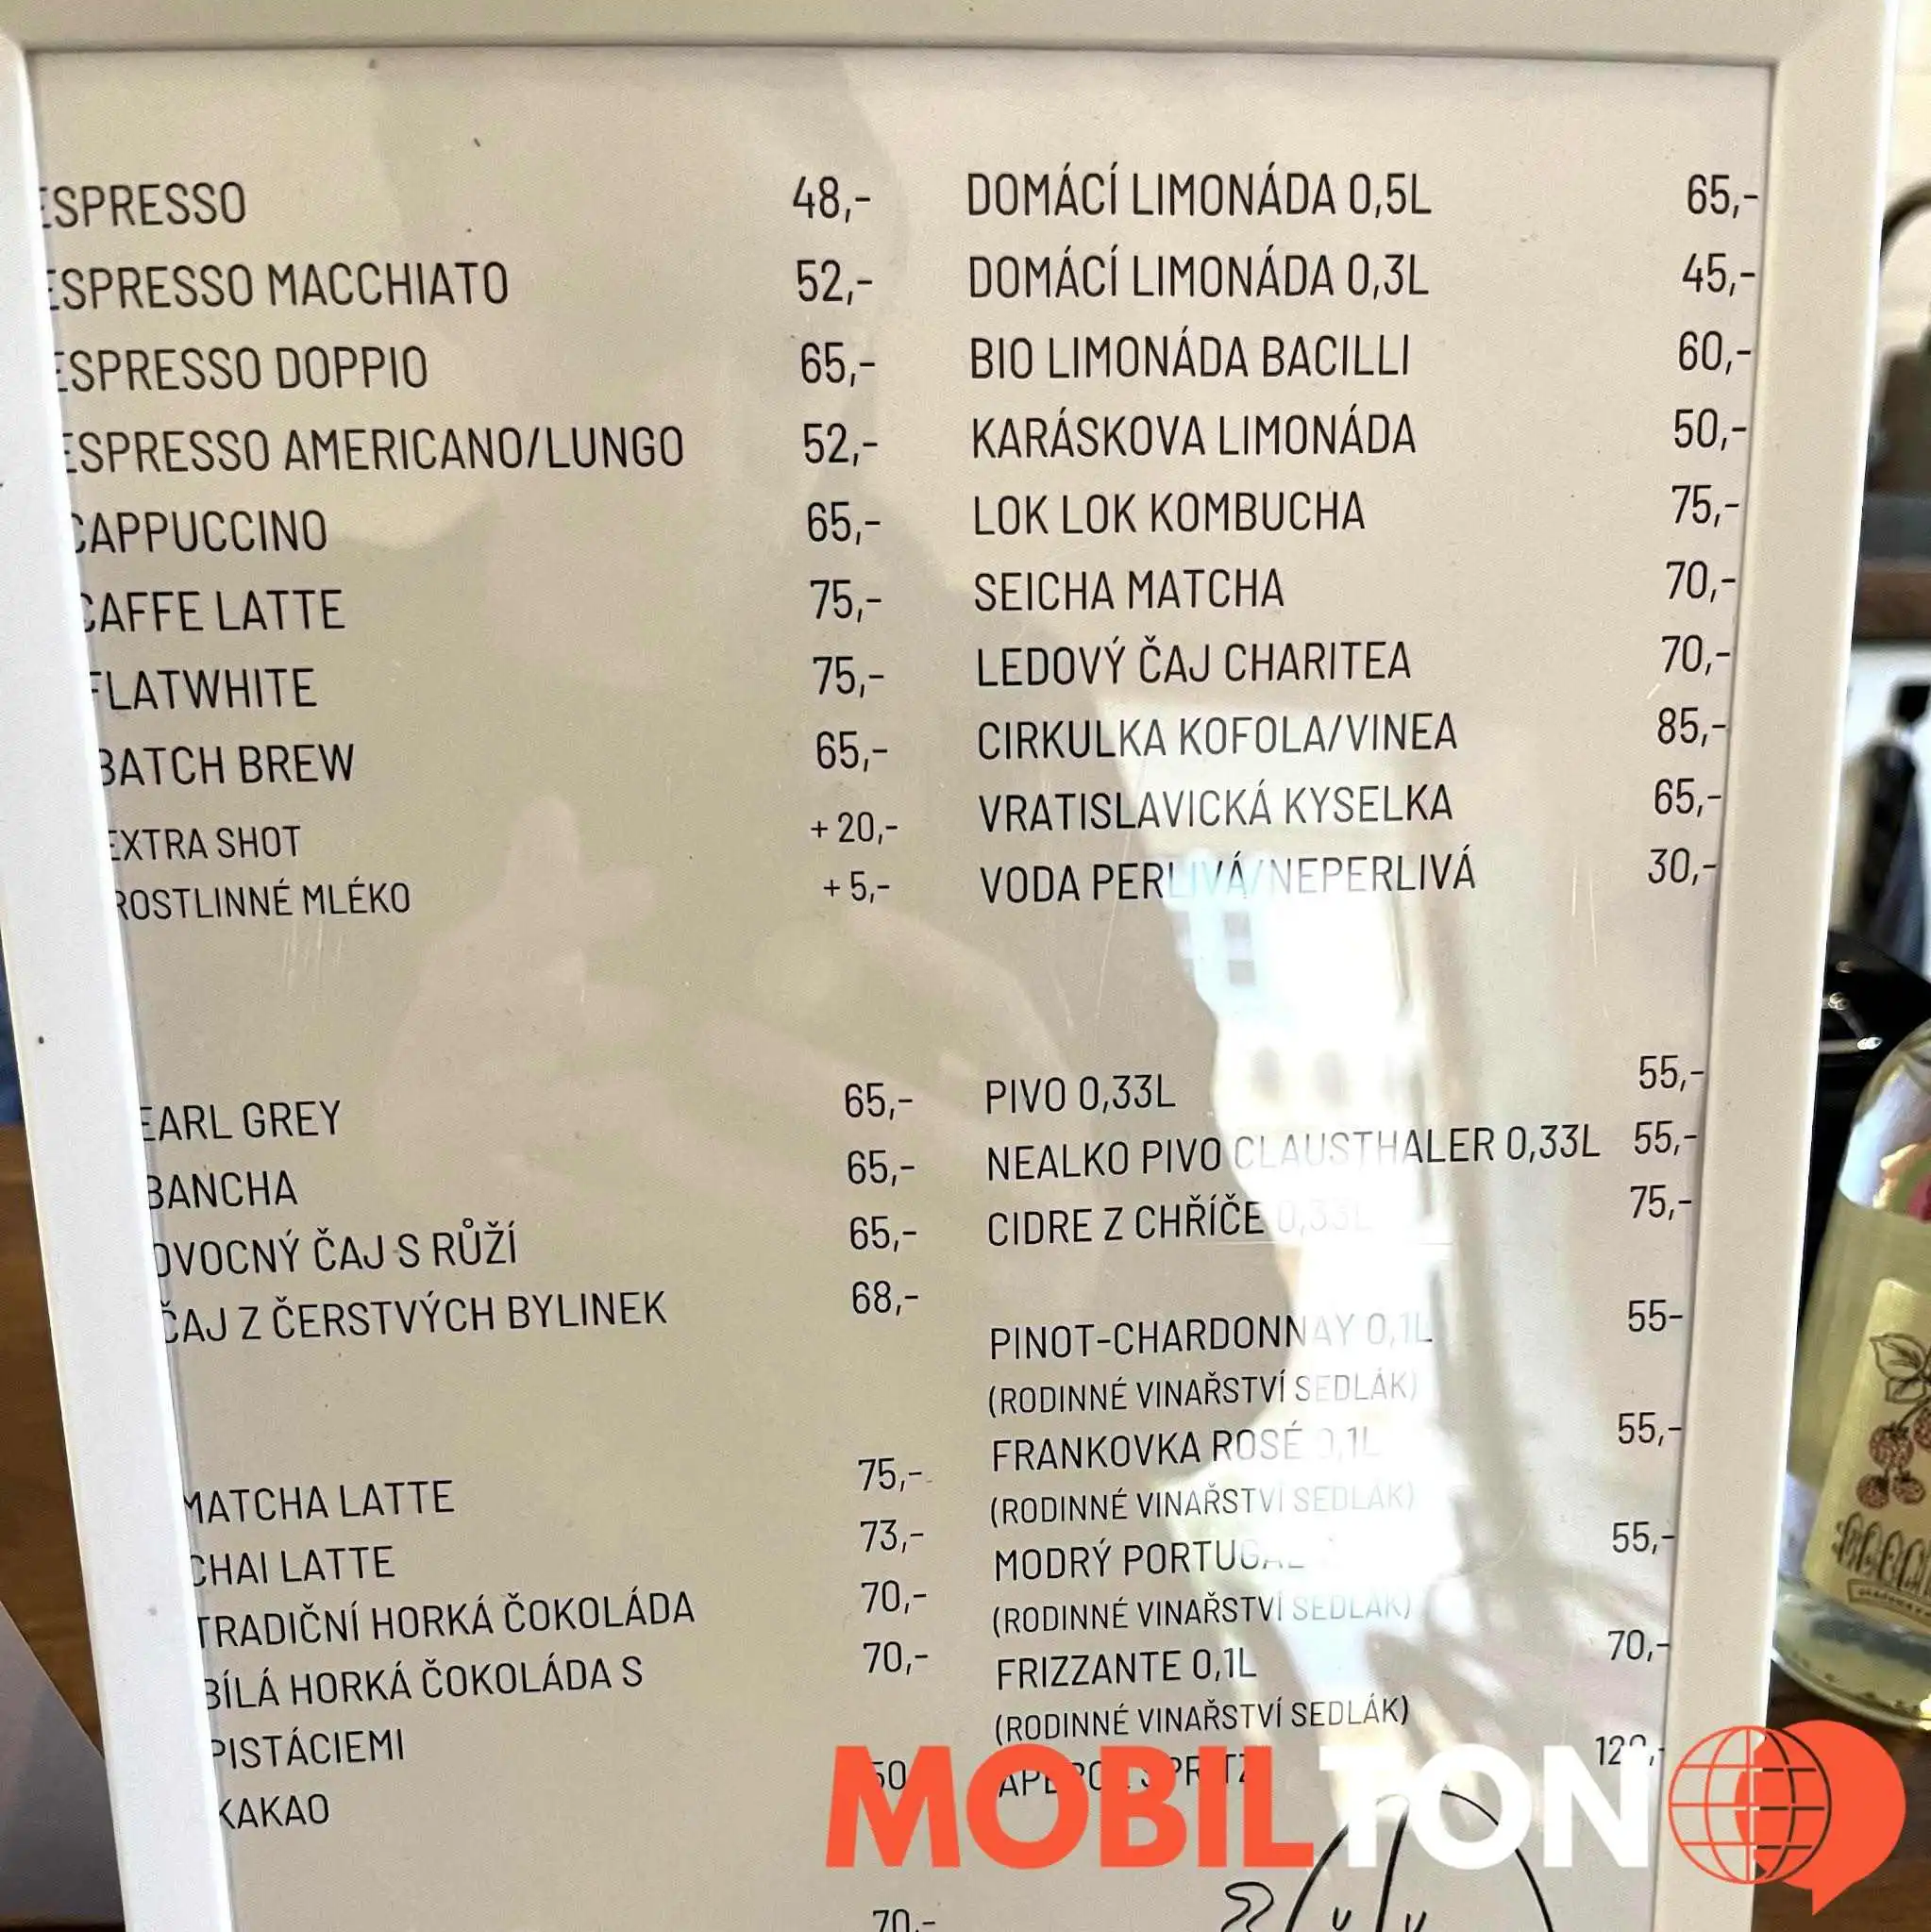 ESPRESSO 48,-
ESPRESSO MACCHIATO 52,-
ESPRESSO DOPPIO 65,-
ESPRESSO AMERICANO/LUNGO 52,-
CAPPUCCINO 65,-
CAFFE LATTE 75,-
FLATWHITE 75,-
BATCH BREW 65,-
EXTRA SHOT + 20,-
ROSTLINNÉ MLÉKO + 5,-
EARL GREY 65,-
BANCHA 65,-
OVOCNÝ ČAJ S RŮŽÍ 65,-
ČAJ Z ČERSTVÝCH BYLINEK 68,-
MATCHA LATTE 75,-
CHAI LATTE 73,-
TRADIČNÍ HORKÁ ČOKOLÁDA 70,-
BÍLÁ HORKÁ ČOKOLÁDA S 70,-
PISTÁCIEMI
KAKAO 50
70,-
DOMÁCÍ LIMONÁDA 0,5L 65,-
DOMÁCÍ LIMONÁDA 0,3L 45,-
BIO LIMONÁDA BACILLI 60,-
KARÁSKOVA LIMONÁDA 50,-
LOK LOK KOMBUCHA 75,-
SEICHA MATCHA 70,-
LEDOVÝ ČAJ CHARITEA 70,-
CIRKULKA KOFOLA/VINEA 85,-
VRATISLAVICKÁ KYSELKA 65,-
VODA PERLIVÁ/NEPERLIVÁ 30,-
PIVO 0,33L 55,-
NEALKO PIVO CLAUSTHALER 0,33L 55,-
CIDRE Z CHŘÍČE 0,33L 75,-
PINOT-CHARDONNAY 0,1L 55-
(RODINNÉ VINAŘSTVÍ SEDLÁK)
FRANKOVKA ROSÉ 0,1L 55,-
(RODINNÉ VINAŘSTVÍ SEDLÁK)
MODRÝ PORTUGAL 55,-
(RODINNÉ VINAŘSTVÍ SEDLÁK)
FRIZZANTE 0,1L 70,-
(RODINNÉ VINAŘSTVÍ SEDLÁK)
APEROL SPRITZ
MOBILTON